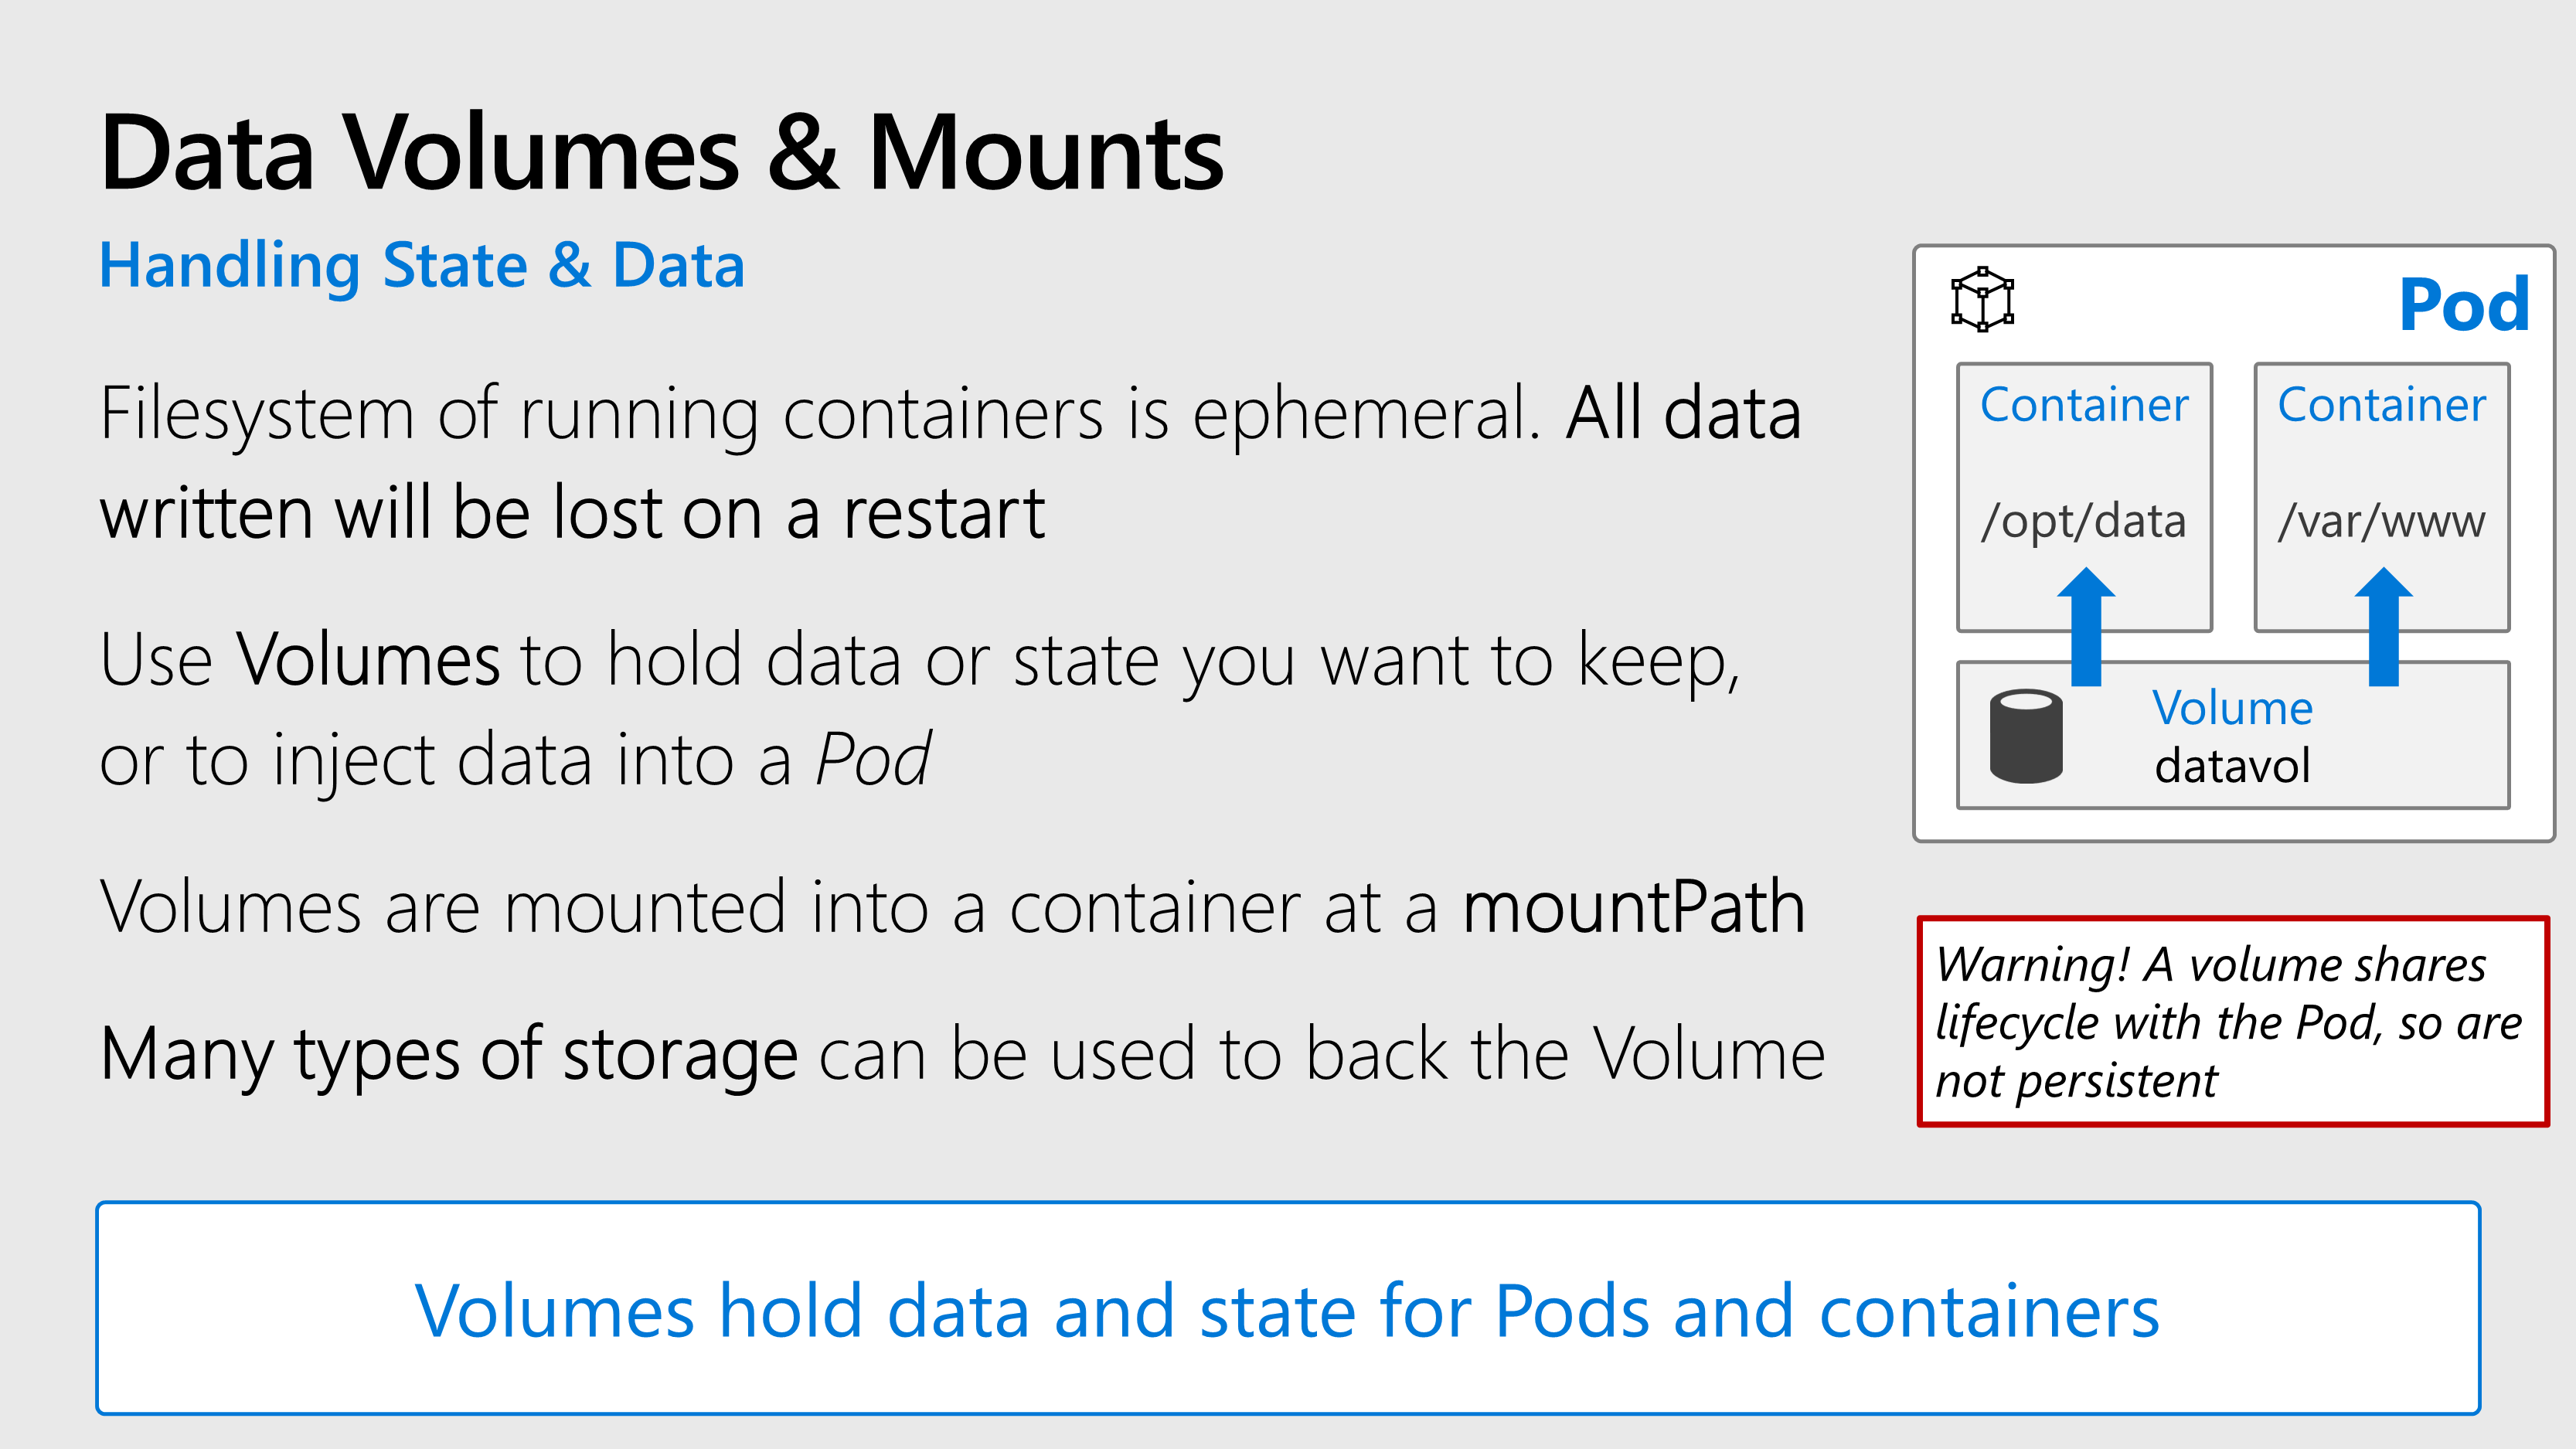 Data Volumes & Mounts
Handling State & Data
Filesystem of running containers is ephemeral. All data
written will be lost on a restart
Use Volumes to hold data or state you want to keep,
or to inject data into a Pod
Volumes are mounted into a container at a mountPath
Many types of storage can be used to back the Volume
Pod
Container
/opt/data
Container
/var/www
Volume
datavol
Warning! A volume shares
lifecycle with the Pod, so are
not persistent
Volumes hold data and state for Pods and containers